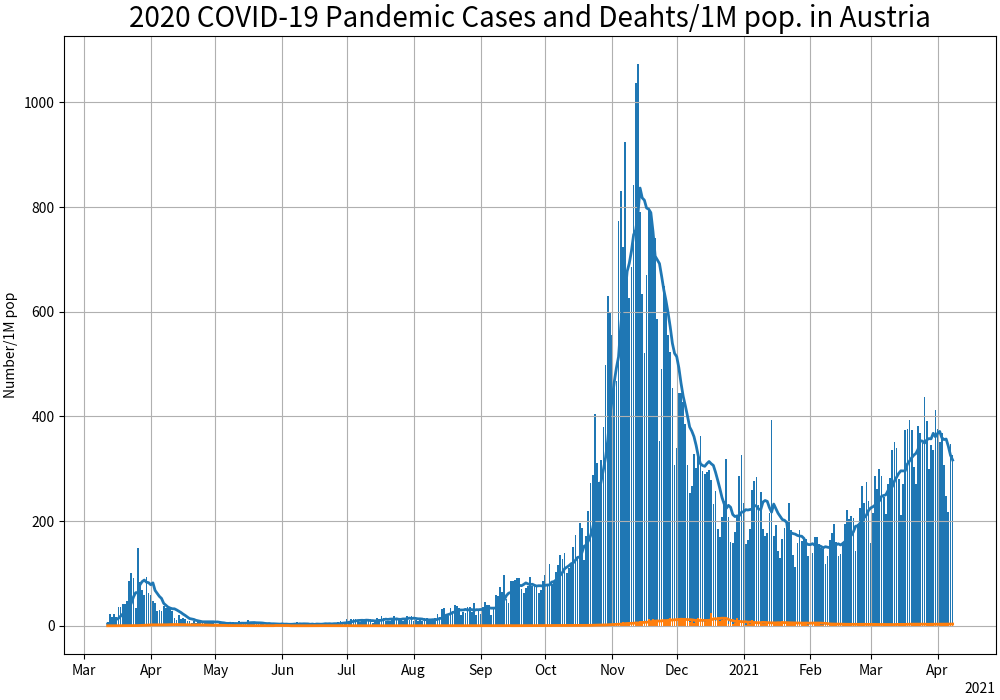 2020 COVID-19 Pandemic Cases and Deahts/1M pop. in Austria
Number/1M pop
1000
800
600
400
200
0
Mar Apr May Jun Jul Aug Sep Oct Nov Dec 2021 Feb Mar Apr
2021